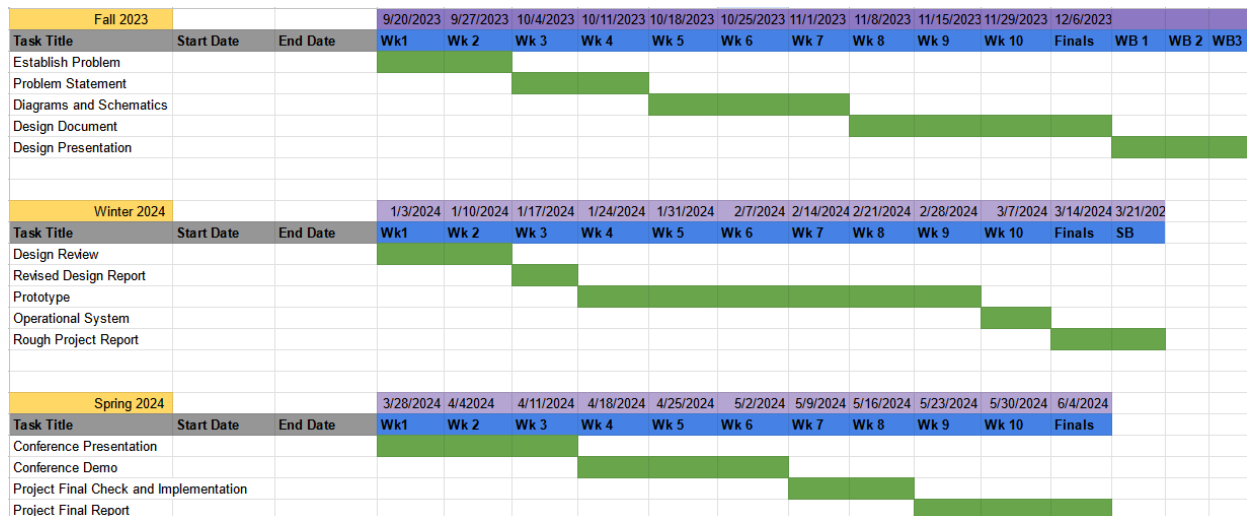 Fall 2023 9/20/2023 9/27/2023 10/4/2023 10/11/2023 10/18/2023 10/25/2023 11/1/2023 11/8/2023 11/15/2023 11/29/2023 12/6/2023
Task Title Start Date End Date Wk1 Wk 2 Wk 3 Wk 4 Wk 5 Wk 6 Wk 7 Wk 8 Wk 9 Wk 10 Finals WB 1 WB 2 WB3
Establish Problem
Problem Statement
Diagrams and Schematics
Design Document
Design Presentation
Winter 2024 1/3/2024 1/10/2024 1/17/2024 1/24/2024 1/31/2024 2/7/2024 2/14/2024 2/21/2024 2/28/2024 3/7/2024 3/14/2024 3/21/202
Task Title Start Date End Date Wk1 Wk 2 Wk 3 Wk 4 Wk 5 Wk 6 Wk 7 Wk 8 Wk 9 Wk 10 Finals SB
Design Review
Revised Design Report
Prototype
Operational System
Rough Project Report
Spring 2024 3/28/2024 4/42024 4/11/2024 4/18/2024 4/25/2024 5/2/2024 5/9/2024 5/16/2024 5/23/2024 5/30/2024 6/4/2024
Task Title Start Date End Date Wk1 Wk 2 Wk 3 Wk 4 Wk 5 Wk 6 Wk 7 Wk 8 Wk 9 Wk 10 Finals
Conference Presentation
Conference Demo
Project Final Check and Implementation
Project Final Report